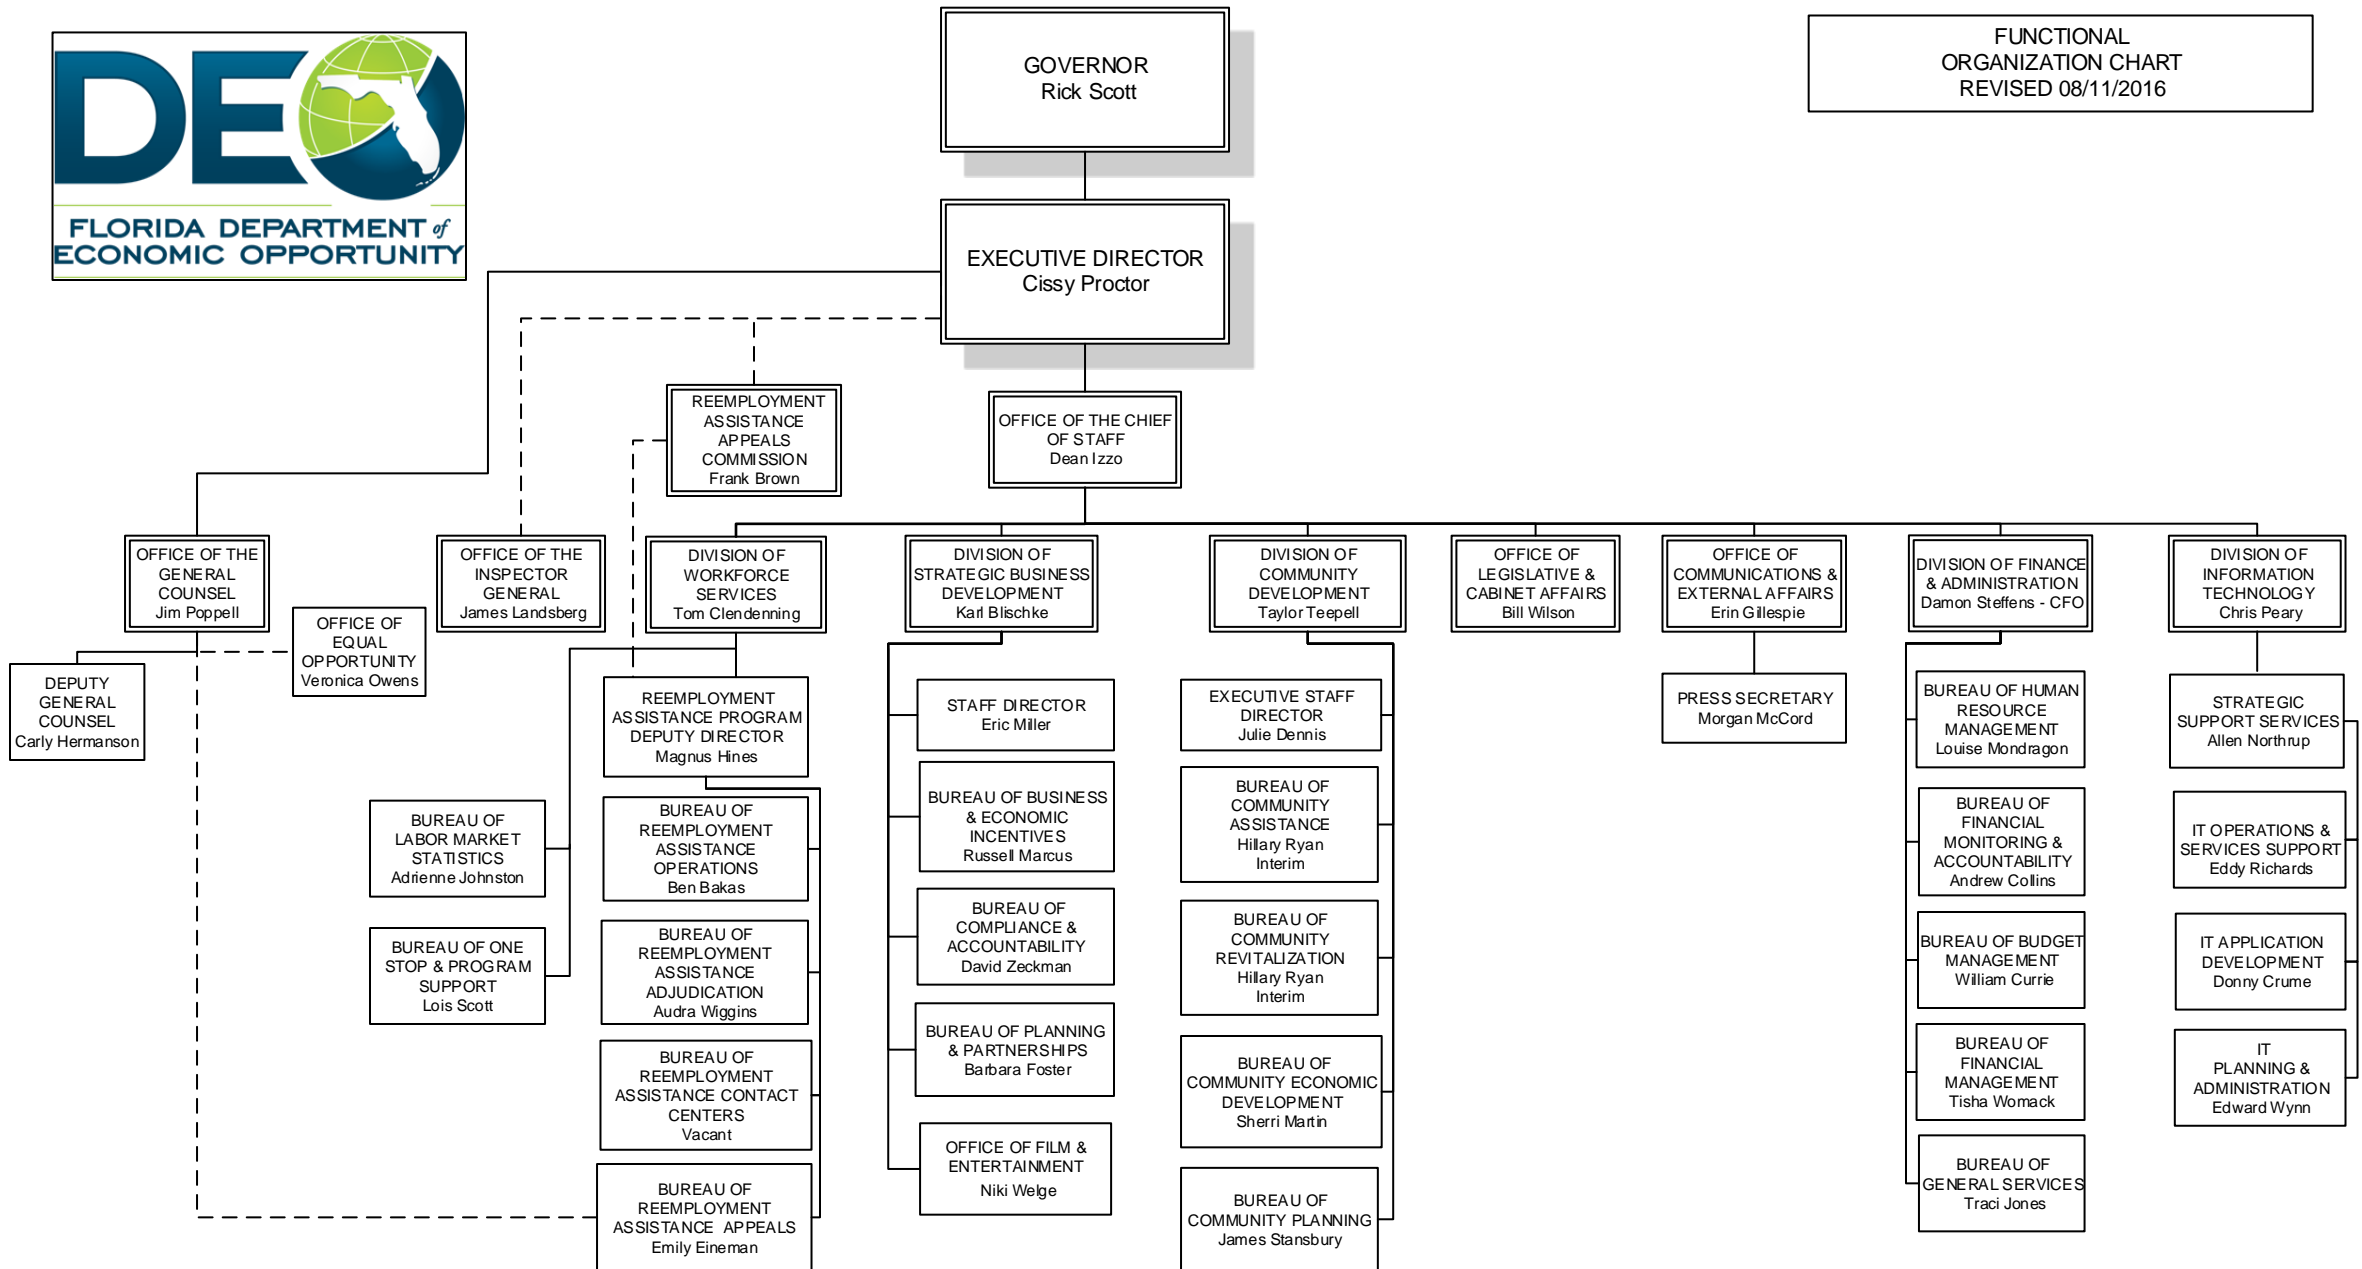 DEO
FLORIDA DEPARTMENT of
ECONOMIC OPPORTUNITY
GOVERNOR
Rick Scott
FUNCTIONAL
ORGANIZATION CHART
REVISED 08/11/2016
EXECUTIVE DIRECTOR
Cissy Proctor
REEMPLOYMENT
ASSISTANCE
APPEALS
COMMISSION
Frank Brown
OFFICE OF THE CHIEF
OF STAFF
Dean Izzo
OFFICE OF THE
GENERAL
COUNSEL
Jim Poppell
OFFICE OF THE
INSPECTOR
GENERAL
James Landsberg
DIVISION OF
WORKFORCE
SERVICES
Tom Clendenning
DIVISION OF
STRATEGIC BUSINESS
DEVELOPMENT
Karl Blischke
DIVISION OF
COMMUNITY
DEVELOPMENT
Taylor Teepell
OFFICE OF
LEGISLATIVE &
CABINET AFFAIRS
Bill Wilson
OFFICE OF
COMMUNICATIONS &
EXTERNAL AFFAIRS
Erin Gillespie
DIVISION OF FINANCE
& ADMINISTRATION
Damon Steffens - CFO
DIVISION OF
INFORMATION
TECHNOLOGY
Chris Peary
OFFICE OF
EQUAL
OPPORTUNITY
Veronica Owens
DEPUTY
GENERAL
COUNSEL
Carly Hermanson
REEMPLOYMENT
ASSISTANCE PROGRAM
DEPUTY DIRECTOR
Magnus Hines
BUREAU OF
LABOR MARKET
STATISTICS
Adrienne Johnston
BUREAU OF ONE
STOP & PROGRAM
SUPPORT
Lois Scott
BUREAU OF
REEMPLOYMENT
ASSISTANCE
OPERATIONS
Ben Bakas
BUREAU OF
REEMPLOYMENT
ASSISTANCE
ADJUDICATION
Audra Wiggins
BUREAU OF
REEMPLOYMENT
ASSISTANCE CONTACT
CENTERS
Vacant
BUREAU OF
REEMPLOYMENT
ASSISTANCE APPEALS
Emily Eineman
STAFF DIRECTOR
Eric Miller
BUREAU OF BUSINESS
& ECONOMIC
INCENTIVES
Russell Marcus
BUREAU OF
COMPLIANCE &
ACCOUNTABILITY
David Zeckman
BUREAU OF PLANNING
& PARTNERSHIPS
Barbara Foster
OFFICE OF FILM &
ENTERTAINMENT
Niki Welge
EXECUTIVE STAFF
DIRECTOR
Julie Dennis
BUREAU OF
COMMUNITY
ASSISTANCE
Hillary Ryan
Interim
BUREAU OF
COMMUNITY
REVITALIZATION
Hillary Ryan
Interim
BUREAU OF
COMMUNITY ECONOMIC
DEVELOPMENT
Sherri Martin
BUREAU OF
COMMUNITY PLANNING
James Stansbury
PRESS SECRETARY
Morgan McCord
BUREAU OF HUMAN
RESOURCE
MANAGEMENT
Louise Mondragon
BUREAU OF
FINANCIAL
MONITORING &
ACCOUNTABILITY
Andrew Collins
BUREAU OF BUDGET
MANAGEMENT
William Currie
BUREAU OF
FINANCIAL
MANAGEMENT
Tisha Womack
BUREAU OF
GENERAL SERVICES
Traci Jones
STRATEGIC
SUPPORT SERVICES
Allen Northrup
IT OPERATIONS &
SERVICES SUPPORT
Eddy Richards
IT APPLICATION
DEVELOPMENT
Donny Crume
IT
PLANNING &
ADMINISTRATION
Edward Wynn